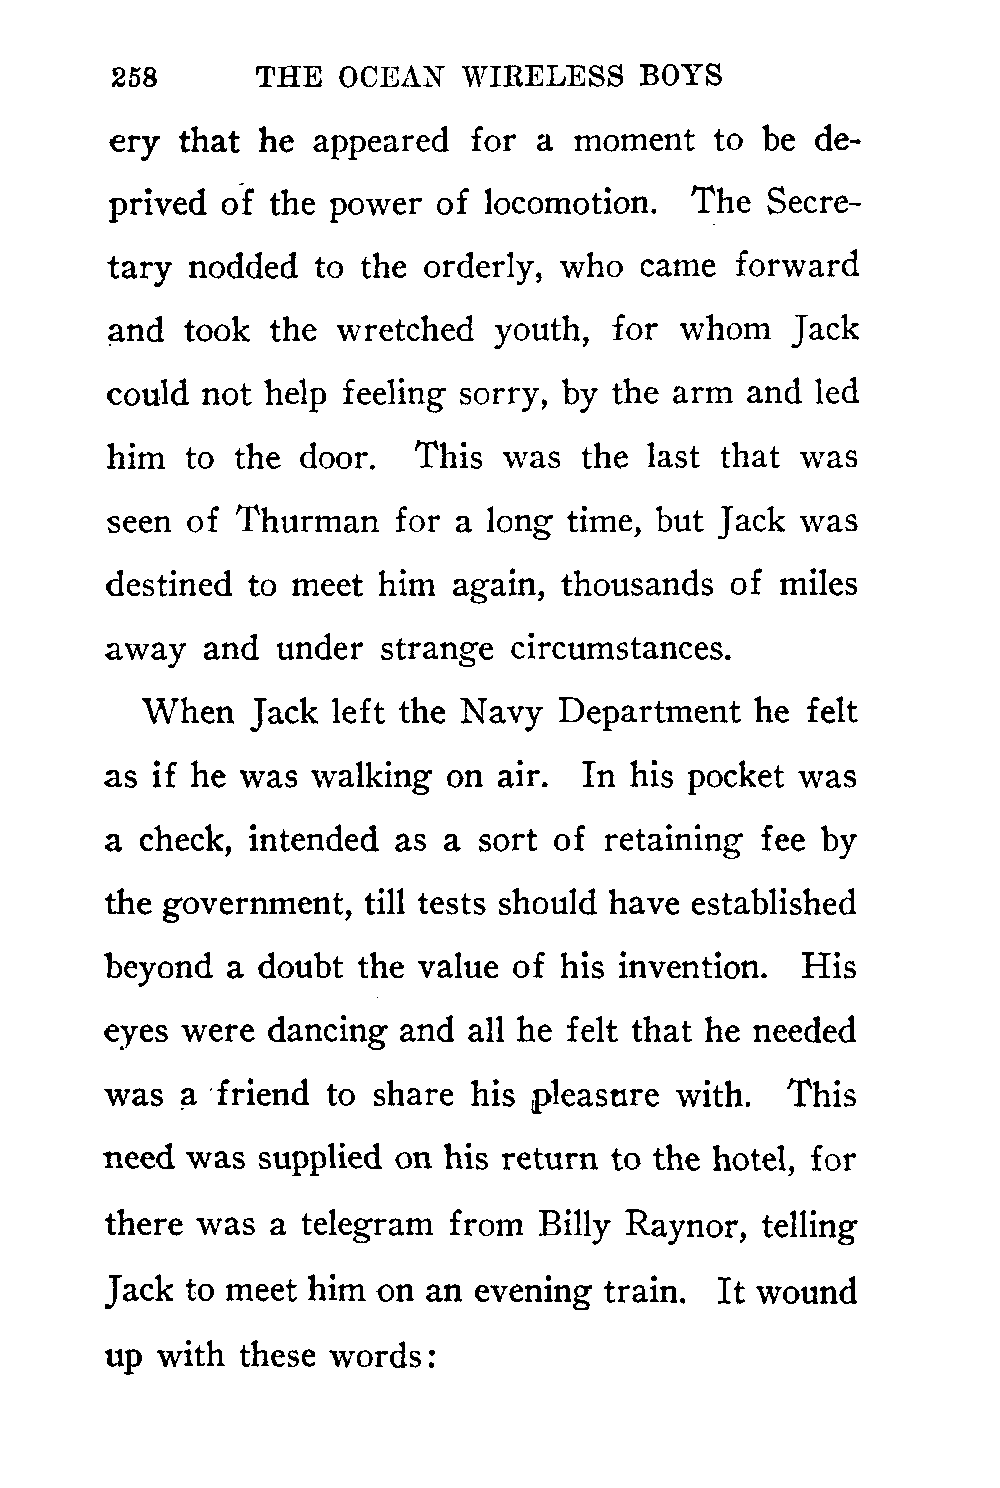 258 THE OCEAN WIRELESS BOYS
ery that he appeared for a moment to be de-
prived of the power of locomotion. The Secre-
tary nodded to the orderly, who came forward
and took the wretched youth, for whom Jack
could not help feeling sorry, by the arm and led
him to the door. This was the last that was
seen of Thurman for a long time, but Jack was
destined to meet him again, thousands of miles
away and under strange circumstances.
When Jack left the Navy Department he felt
as if he was walking on air. In his pocket was
a check, intended as a sort of retaining fee by
the government, till tests should have established
beyond a doubt the value of his invention. His
eyes were dancing and all he felt that he needed
was a friend to share his pleasure with. This
need was supplied on his return to the hotel, for
there was a telegram from Billy Raynor, telling
Jack to meet him on an evening train. It wound
up with these words: